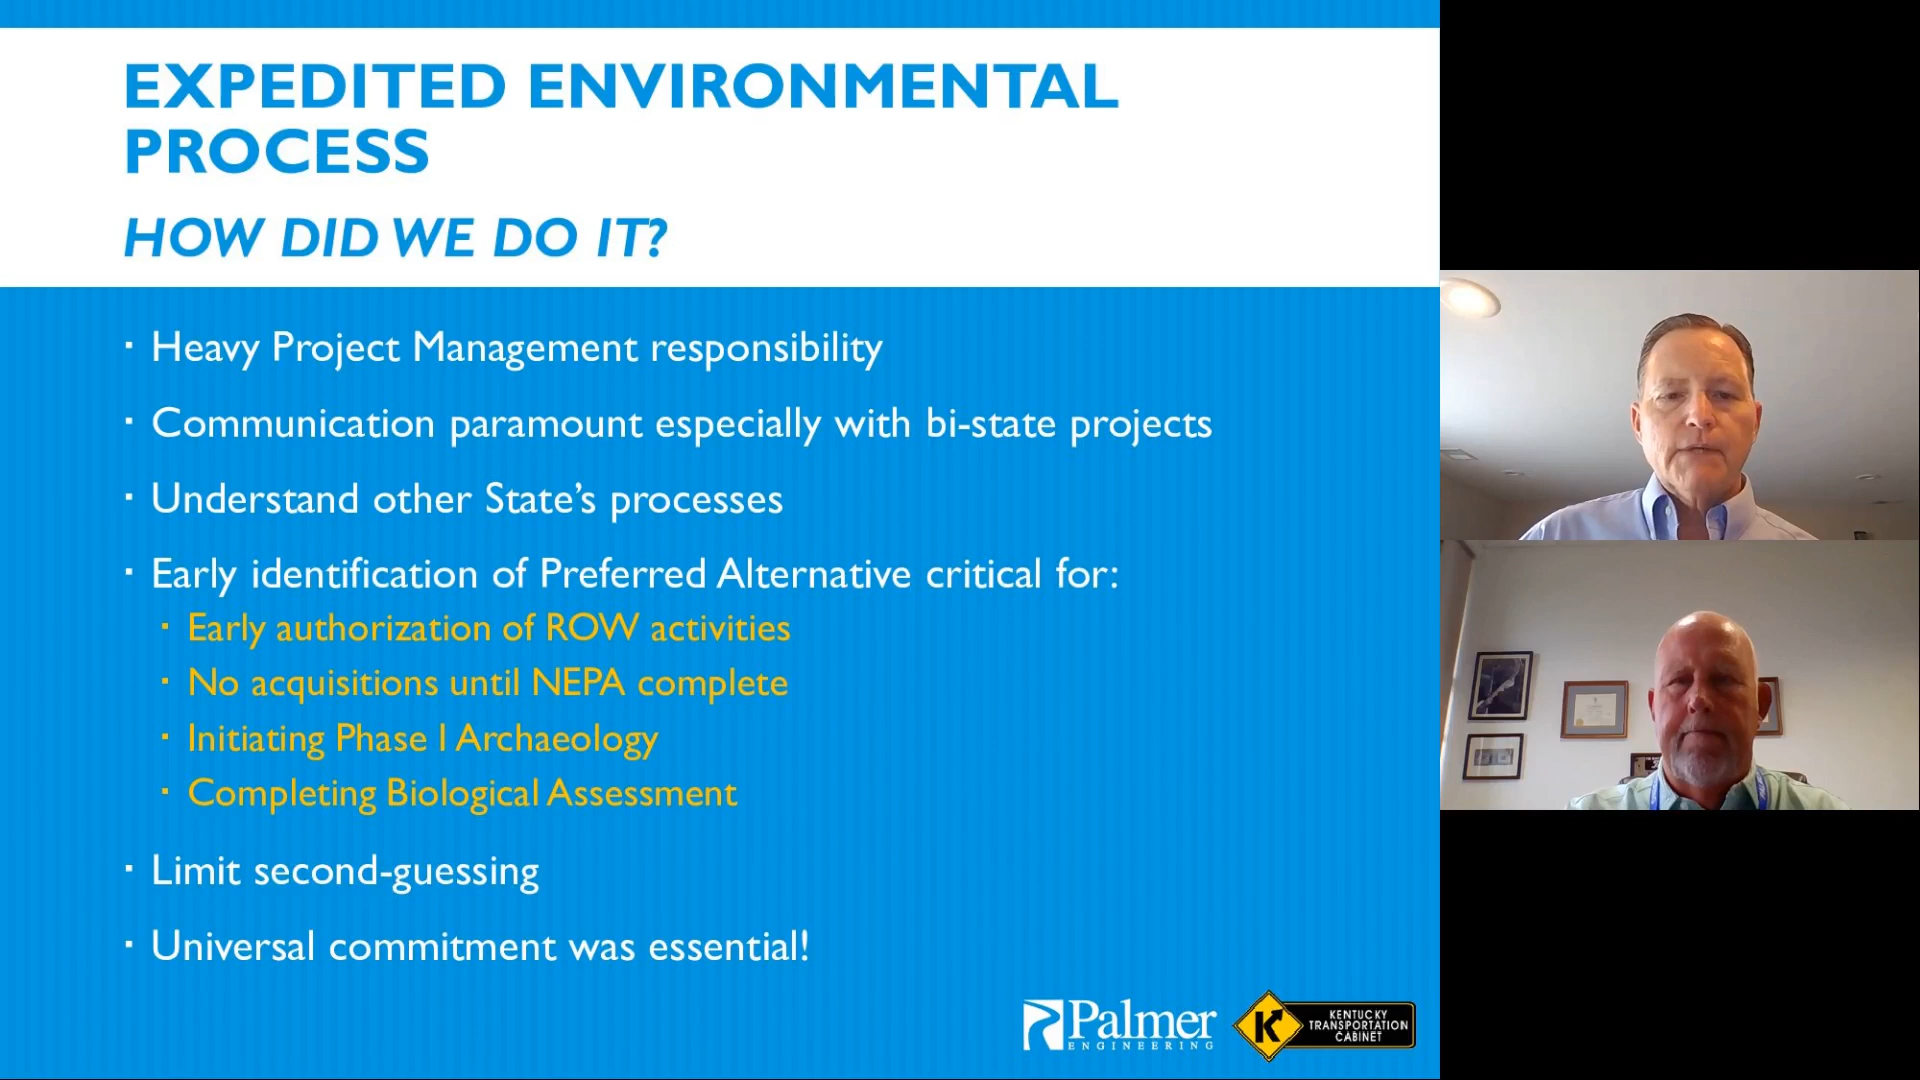 EXPEDITED ENVIRONMENTAL
PROCESS
HOW DID WE DO IT?
· Heavy Project Management responsibility
· Communication paramount especially with bi-state projects
· Understand other State’s processes
· Early identification of Preferred Alternative critical for:
· Early authorization of ROW activities
· No acquisitions until NEPA complete
· Initiating Phase I Archaeology
· Completing Biological Assessment
· Limit second-guessing
· Universal commitment was essential!
Palmer
ENGINEERING
K
KENTUCKY
TRANSPORTATION
CABINET